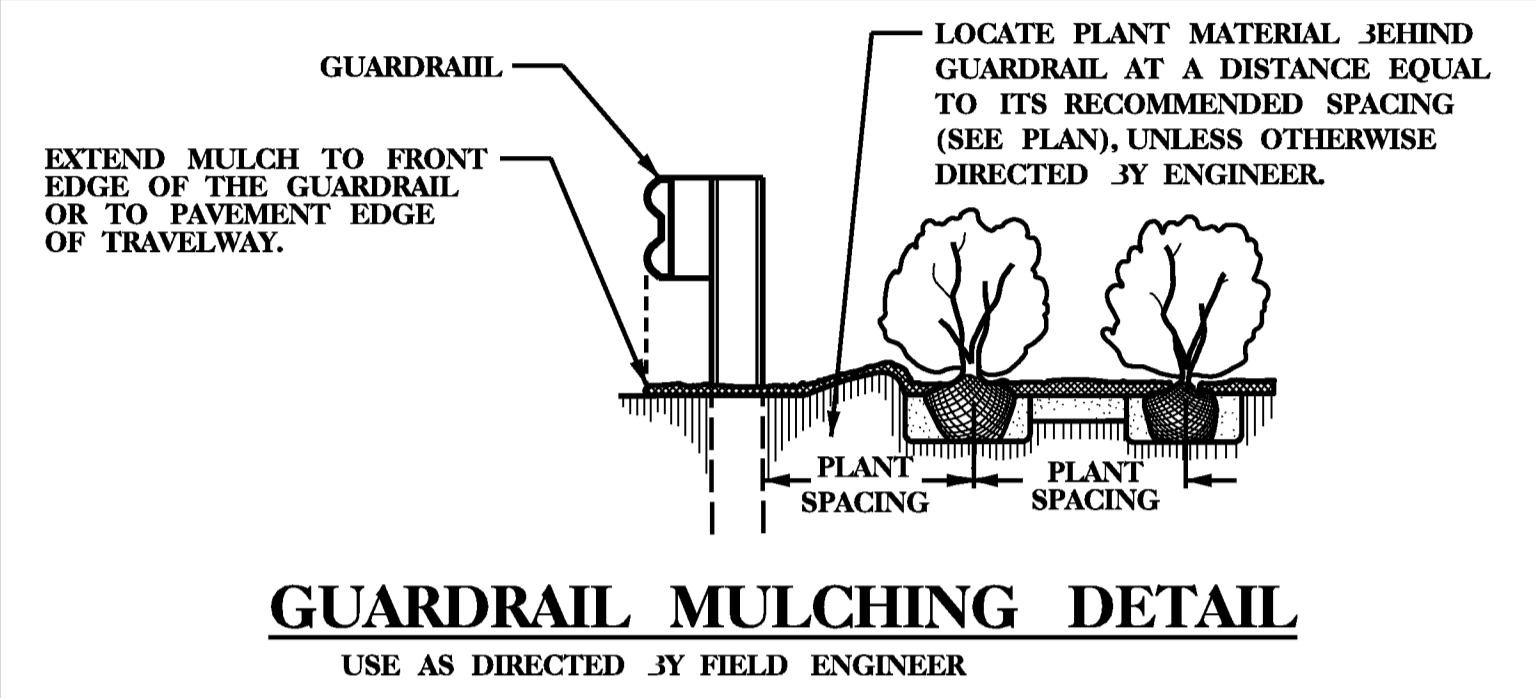 GUARDRAIIL
LOCATE PLANT MATERIAL 3EHIND
GUARDRAIL AT A DISTANCE EQUAL
TO ITS RECOMMENDED SPACING
(SEE PLAN), UNLESS OTHERWISE
DIRECTED 3Y ENGINEER.
EXTEND MULCH TO FRONT
EDGE OF THE GUARDRAIL
OR TO PAVEMENT EDGE
OF TRAVELWAY.
PLANT
SPACING
PLANT
SPACING
GUARDRAIL MULCHING DETAIL
USE AS DIRECTED 3Y FIELD ENGINEER